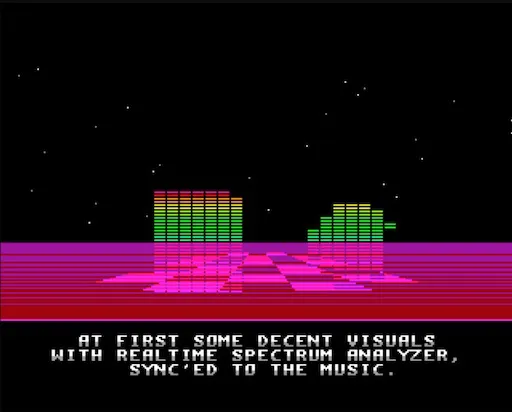 AT FIRST SOME DECENT VISUALS
WITH REALTIME SPECTRUM ANALYZER,
SYNC'ED TO THE MUSIC.